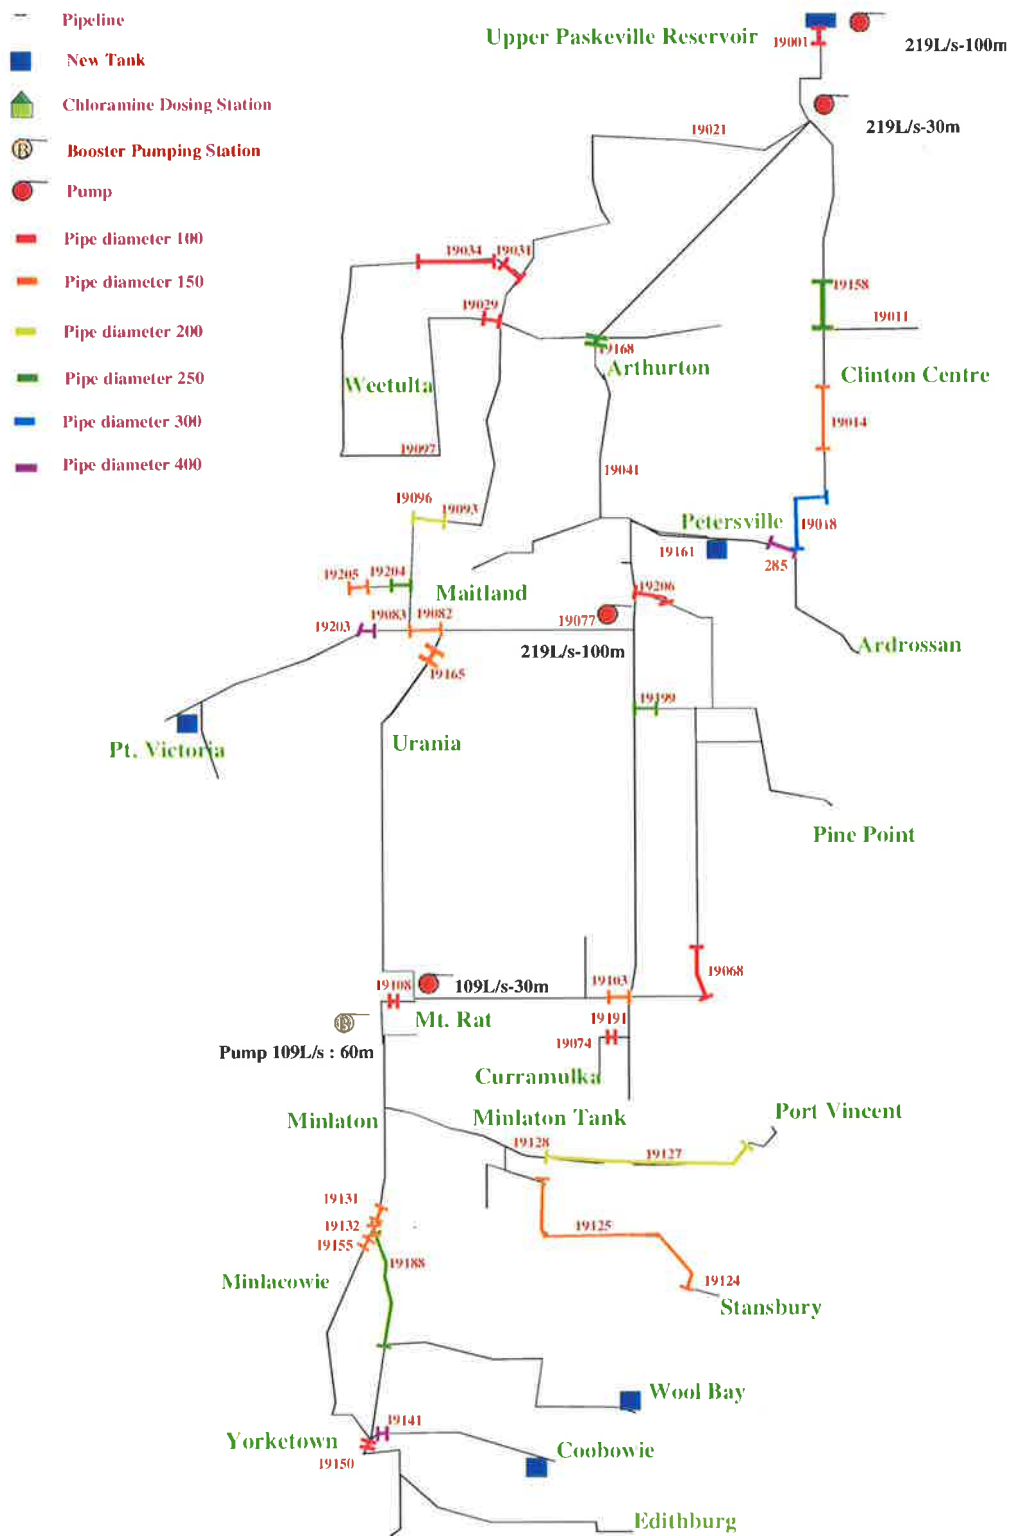 Pipeline
New Tank
Chloramine Dosing Station
B
Booster Pumping Station
Pump
Pipe diameter 100
Pipe diameter 150
Pipe diameter 200
Pipe diameter 250
Pipe diameter 300
Pipe diameter 400
Upper Paskeville Reservoir
19001
219L/s-100m
219L/s-30m
19021
19034
19031
19158
19029
19011
19168
Arthurton
Weetulta
Clinton Centre
19014
19097
19041
19096
19093
Petersville
19018
19161
285
19205
19204
Maitland
19206
19203
19083
19082
19077
219L/s-100m
Ardrossan
19165
19199
Urania
Pt. Victoria
Pine Point
19068
19108
109L/s-30m
19103
Mt. Rat
19191
B
19074
Pump 109L/s : 60m
Curramulka
Minlaton
Minlaton Tank
Port Vincent
19128
19127
19131
19132
19155
19125
19188
Minlacowie
19124
Stansbury
Wool Bay
19141
Yorketown
Coobowie
19150
Edithburg